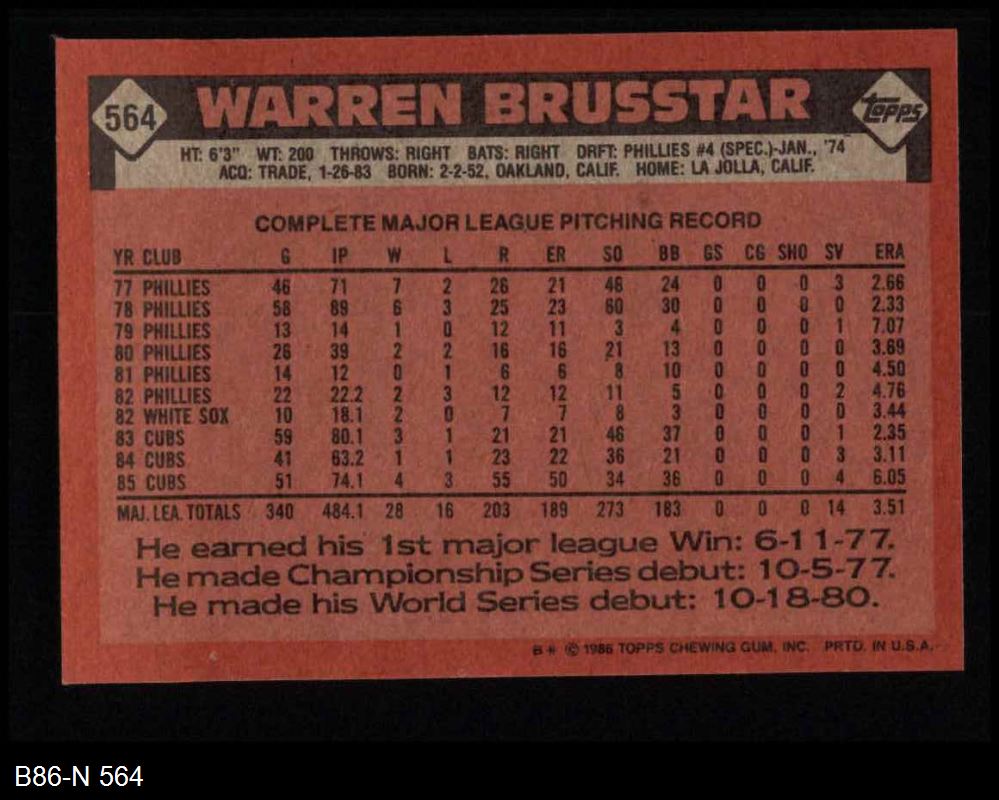 564 WARREN BRUSSTAR Topps
HT: 6'3" WT: 200 THROWS: RIGHT BATS: RIGHT DRFT: PHILLIES #4 (SPEC.)-JAN., '74
ACQ: TRADE, 1-26-83 BORN: 2-2-52, OAKLAND, CALIF. HOME: LA JOLLA, CALIF.
COMPLETE MAJOR LEAGUE PITCHING RECORD
YR CLUB G IP W L R ER SO BB GS CG SHO SV ERA
77 PHILLIES 46 71 7 2 26 21 46 24 0 0 0 3 2.66
78 PHILLIES 58 89 6 3 25 23 60 30 0 0 0 0 2.33
79 PHILLIES 13 14 1 0 12 11 3 4 0 0 0 1 7.07
80 PHILLIES 26 39 2 2 16 16 21 13 0 0 0 0 3.69
81 PHILLIES 14 12 0 1 6 6 8 10 0 0 0 0 4.50
82 PHILLIES 22 22.2 2 3 12 12 11 5 0 0 0 2 4.76
82 WHITE SOX 10 18.1 2 0 7 7 8 3 0 0 0 0 3.44
83 CUBS 59 80.1 3 1 21 21 46 37 0 0 0 1 2.35
84 CUBS 41 63.2 1 1 23 22 36 21 0 0 0 3 3.11
85 CUBS 51 74.1 4 3 55 50 34 36 0 0 0 4 6.05
MAJ. LEA. TOTALS 340 484.1 28 16 203 189 273 183 0 0 0 14 3.51
He earned his 1st major league Win: 6-11-77.
He made Championship Series debut: 10-5-77.
He made his World Series debut: 10-18-80.
B* © 1986 TOPPS CHEWING GUM, INC. PRTD. IN U.S.A.
B86-N 564